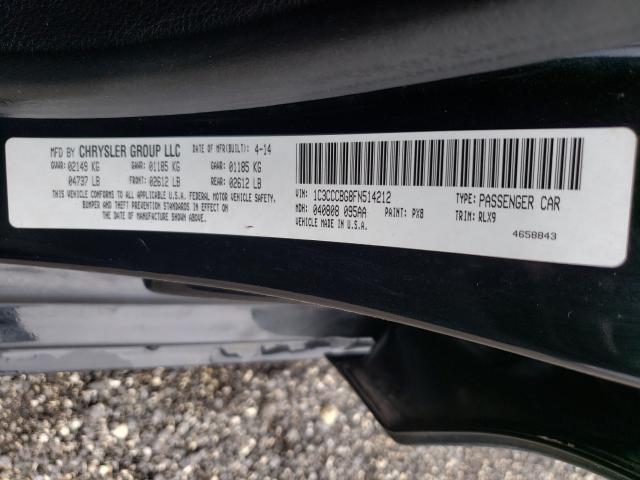 MFD BY CHRYSLER GROUP LLC DATE OF MFR(BUILT): 4-14
GVWR: 02149 KG GAWR: 01185 KG GAWR: 01185 KG
04737 LB FRONT: 02612 LB REAR: 02612 LB
THIS VEHICLE CONFORMS TO ALL APPLICABLE U.S.A. FEDERAL MOTOR VEHICLE SAFETY,
BUMPER AND THEFT PREVENTION STANDARDS IN EFFECT ON
THE DATE OF MANUFACTURE SHOWN ABOVE.
VIN: 1C3CCCBG8FN514212 TYPE: PASSENGER CAR
MDH: 040808 095AA PAINT: PX8 TRIM: RLX9
VEHICLE MADE IN U.S.A.
4658843